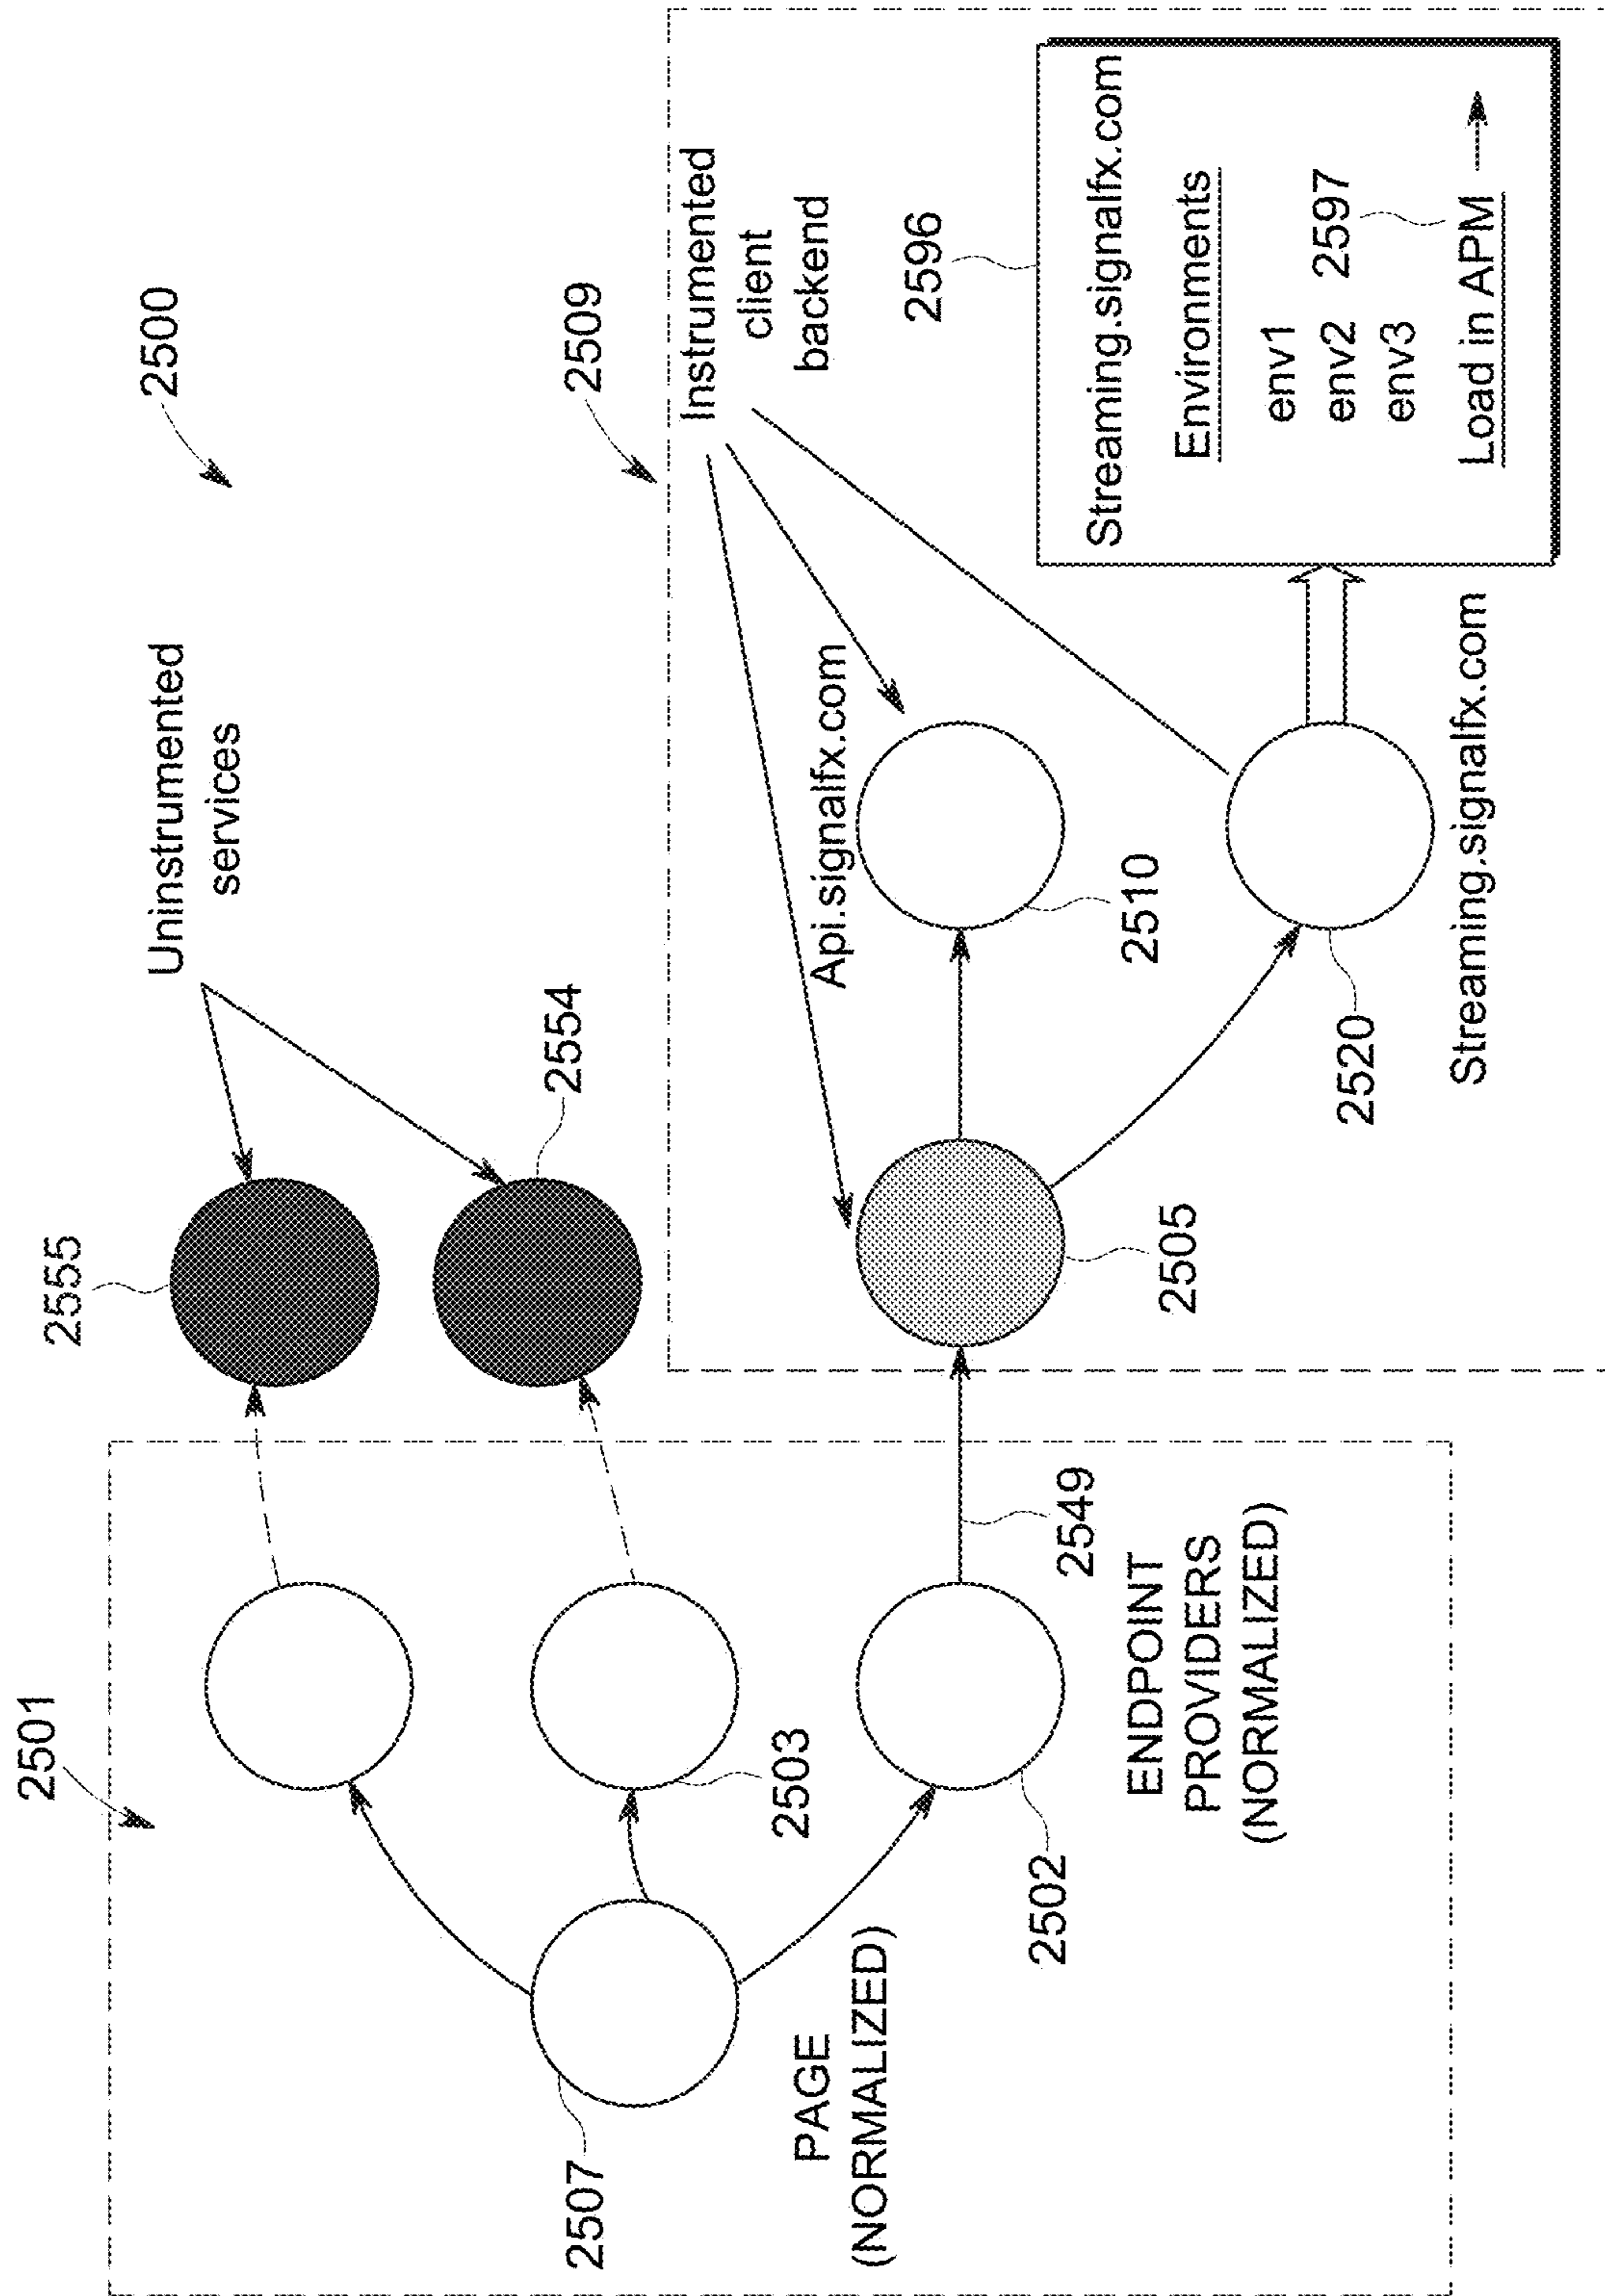 2500
2501
2555
Uninstrumented
services
2554
2509
Instrumented
client
backend
2503
2507
PAGE
(NORMALIZED)
2502
ENDPOINT
PROVIDERS
(NORMALIZED)
2549
2505
Api.signalfx.com
2510
2520
Streaming.signalfx.com
2596
Streaming.signalfx.com
Environments
env1
env2
env3
2597
Load in APM